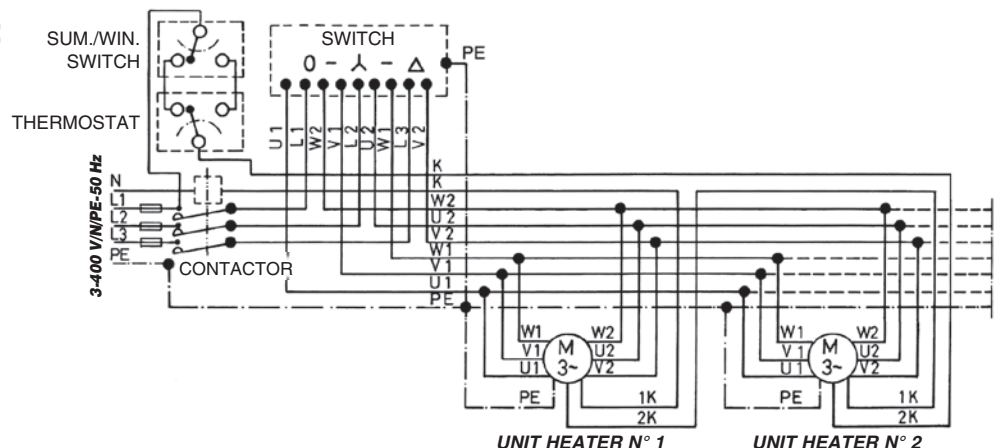 SUM./WIN.
SWITCH
THERMOSTAT
SWITCH
0 - ⅄ - Δ
PE
U1 L1 W2 V1 L2 U2 W1 L3 V2
3-400 V/N/PE-50 Hz
N
L1
L2
L3
PE
CONTACTOR
K
K
W2
U2
V2
W1
V1
U1
PE
W1
V1
U1
M
3~
W2
U2
V2
PE
1K
2K
UNIT HEATER N° 1
W1
V1
U1
M
3~
W2
U2
V2
PE
1K
2K
UNIT HEATER N° 2